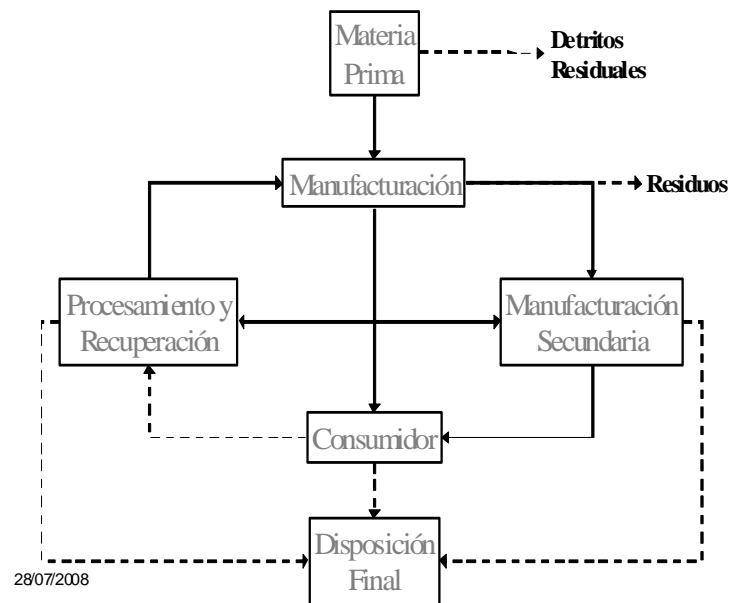 Materia
Prima
Detritos
Residuales
Manufacturación
Residuos
Procesamiento y
Recuperación
Manufacturación
Secundaria
Consumidor
Disposición
Final
28/07/2008